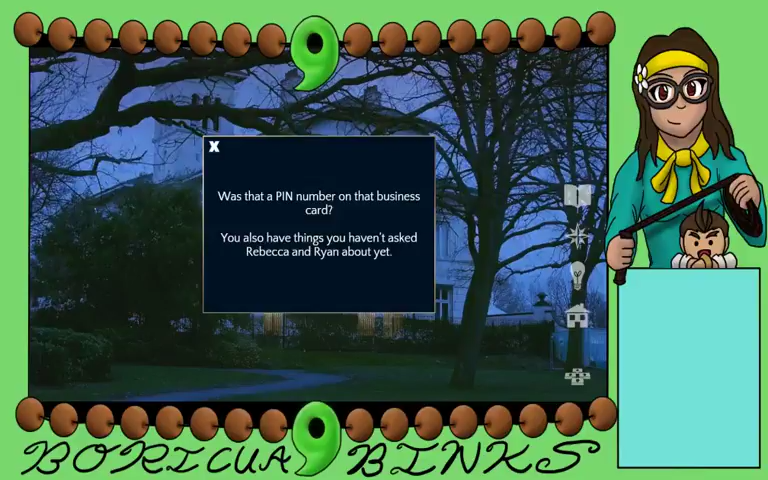 X
Was that a PIN number on that business
card?
You also have things you haven't asked
Rebecca and Ryan about yet.
BORICUA BINKS